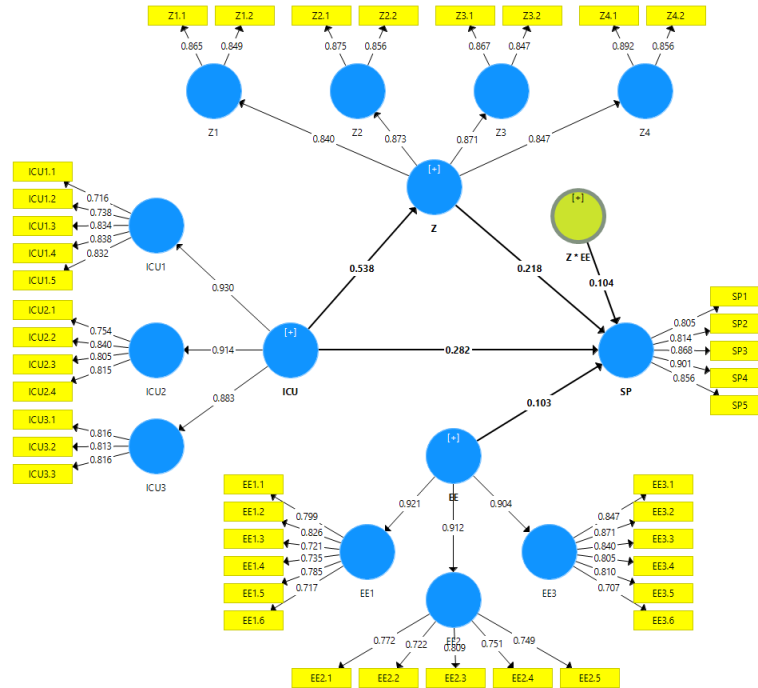 Z1.1 Z1.2 Z2.1 Z2.2 Z3.1 Z3.2 Z4.1 Z4.2
0.865 0.849 0.875 0.856 0.867 0.847 0.892 0.856
Z1 Z2 Z3 Z4
0.840 0.873 0.871 0.847
[+]
Z
[+]
Z * EE
ICU1.1
ICU1.2
ICU1.3
ICU1.4
ICU1.5
0.716
0.738
0.834
0.838
0.832
ICU1
0.930
0.538
0.218
0.104
ICU2.1
ICU2.2
ICU2.3
ICU2.4
0.754
0.840
0.805
0.815
ICU2
0.914
[+]
ICU
0.282
SP
0.805
0.814
0.868
0.901
0.856
SP1
SP2
SP3
SP4
SP5
0.883
ICU3.1
ICU3.2
ICU3.3
0.816
0.813
0.816
ICU3
0.103
[+]
EE
0.921
0.912
0.904
EE1.1
EE1.2
EE1.3
EE1.4
EE1.5
EE1.6
0.799
0.826
0.721
0.735
0.785
0.717
EE1
EE3
0.847
0.871
0.840
0.805
0.810
0.707
EE3.1
EE3.2
EE3.3
EE3.4
EE3.5
EE3.6
EE2
0.772 0.722 0.809 0.751 0.749
EE2.1 EE2.2 EE2.3 EE2.4 EE2.5